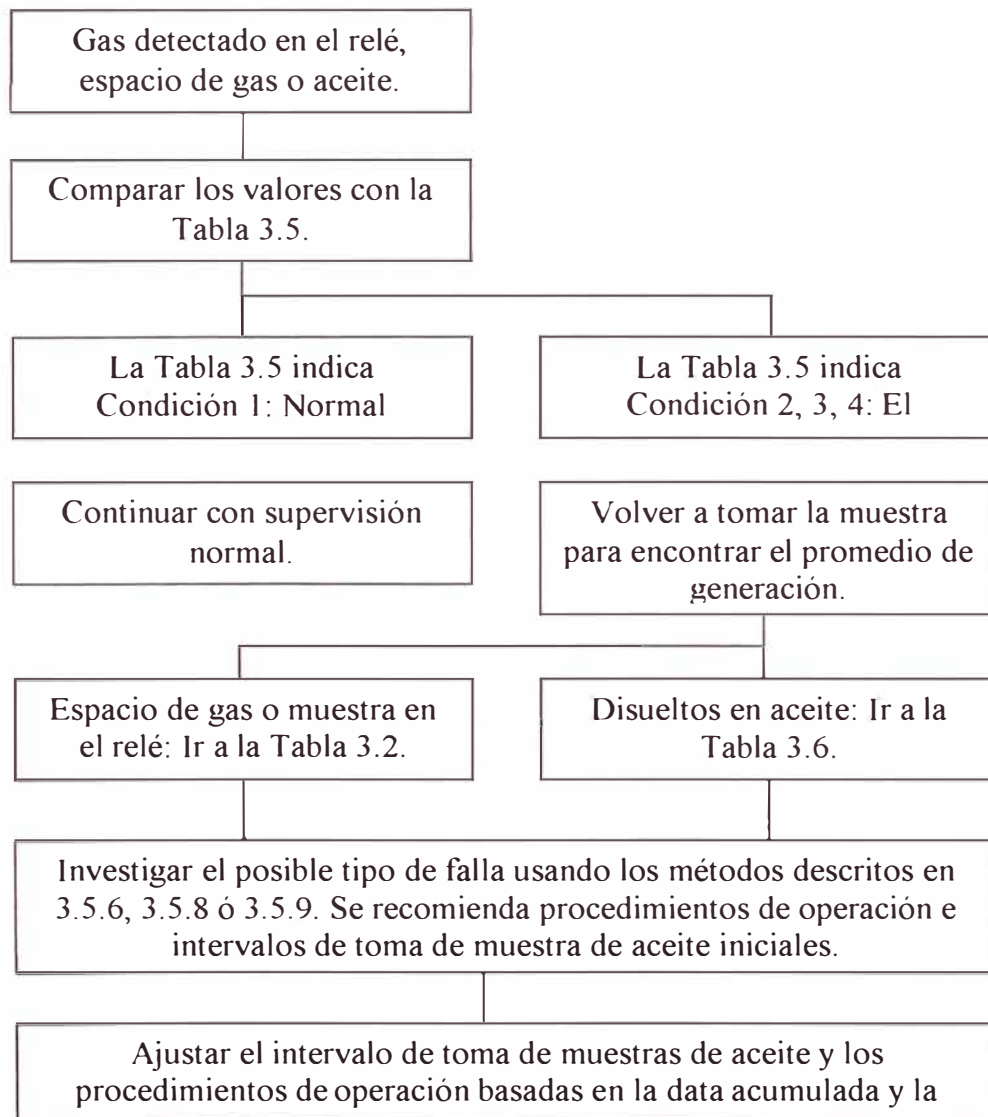 Gas detectado en el relé,
espacio de gas o aceite.
Comparar los valores con la
Tabla 3.5.
La Tabla 3.5 indica
Condición 1: Normal
La Tabla 3.5 indica
Condición 2, 3, 4: El
Continuar con supervisión
normal.
Volver a tomar la muestra
para encontrar el promedio de
generación.
Espacio de gas o muestra en
el relé: Ir a la Tabla 3.2.
Disueltos en aceite: Ir a la
Tabla 3.6.
Investigar el posible tipo de falla usando los métodos descritos en
3.5.6, 3.5.8 ó 3.5.9. Se recomienda procedimientos de operación e
intervalos de toma de muestra de aceite iniciales.
Ajustar el intervalo de toma de muestras de aceite y los
procedimientos de operación basadas en la data acumulada y la